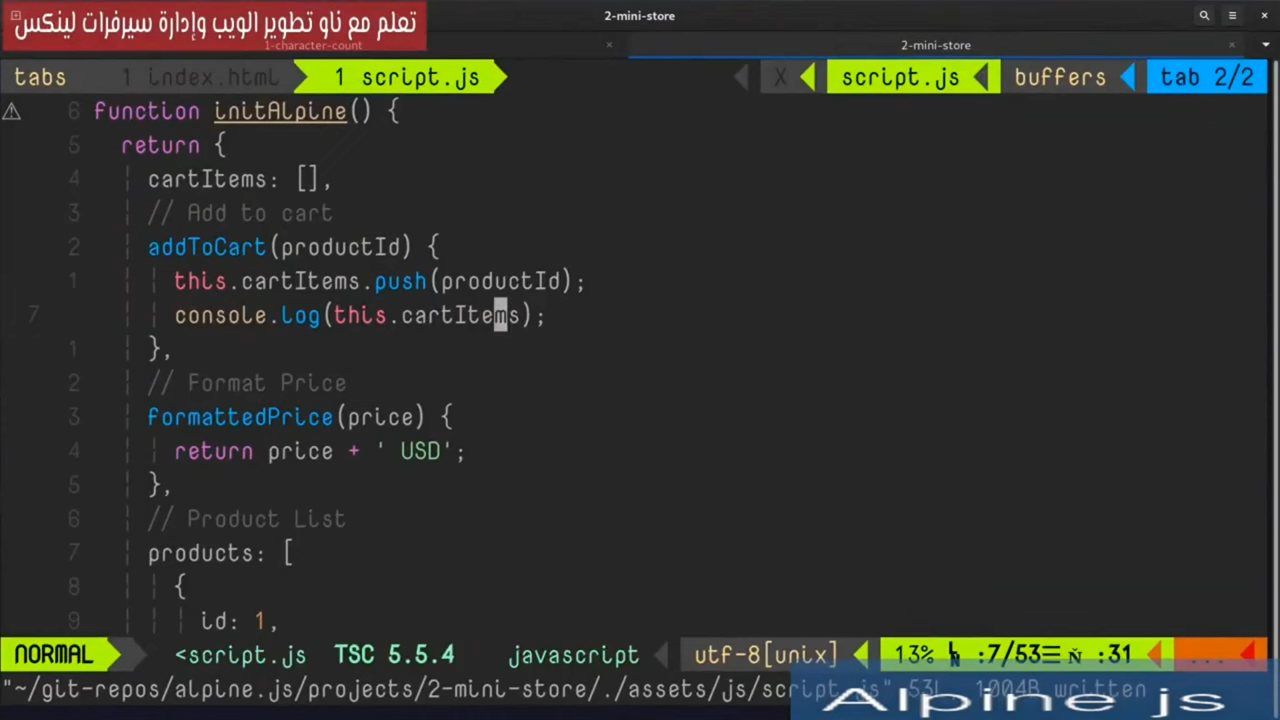 تعلم مع ناو تطوير الويب وإدارة سيرفرات لينكس
2-mini-store
1-character-count
2-mini-store
tabs 1 index.html 1 script.js X script.js buffers tab 2/2
6 function initAlpine() {
5 return {
4 cartItems: [],
3 // Add to cart
2 addToCart(productId) {
1 this.cartItems.push(productId);
7 console.log(this.cartItems);
1 },
2 // Format Price
3 formattedPrice(price) {
4 return price + ' USD';
5 },
6 // Product List
7 products: [
8 {
9 id: 1,
NORMAL <script.js TSC 5.5.4 javascript utf-8[unix] 13% :7/53☰ :31 ...
"~/git-repos/alpine.js/projects/2-mini-store/./assets/js/script.js" 53L, 1004B written
Alpine js